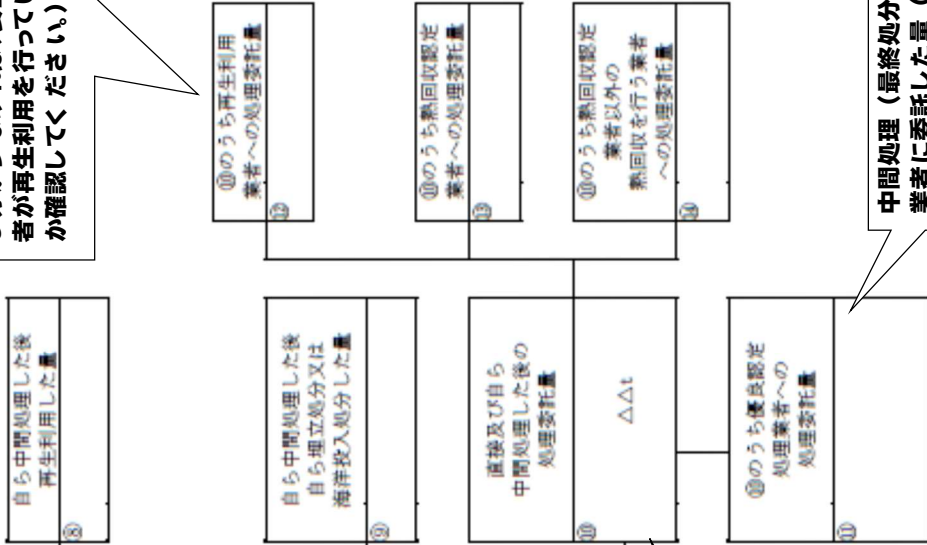 者が再生利用を行ってい
か確認してください。）
自ら中間処理した後
再生利用した量
⑧
自ら中間処理した後
自ら埋立処分又は
海洋投入処分した量
⑨
直接及び自ら
中間処理した後の
処理委託量
△△t
⑩
⑩のうち優良認定
処理業者への
処理委託量
⑪
⑩のうち再生利用
業者への処理委託量
⑫
⑩のうち熱回収認定
業者への処理委託量
⑬
⑩のうち熱回収認定
業者以外の
熱回収を行う業者
への処理委託量
⑭
中間処理（最終処分
業者に委託した量（